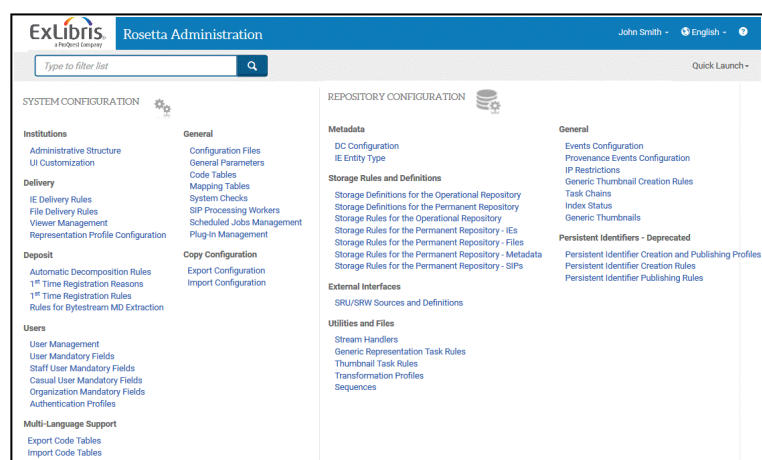 ExLibris
a ProQuest Company
Rosetta Administration
John Smith
English
?
Type to filter list
Quick Launch
SYSTEM CONFIGURATION
Institutions
Administrative Structure
UI Customization
Delivery
IE Delivery Rules
File Delivery Rules
Viewer Management
Representation Profile Configuration
Deposit
Automatic Decomposition Rules
1st Time Registration Reasons
1st Time Registration Rules
Rules for Bytestream MD Extraction
Users
User Management
User Mandatory Fields
Staff User Mandatory Fields
Casual User Mandatory Fields
Organization Mandatory Fields
Authentication Profiles
Multi-Language Support
Export Code Tables
Import Code Tables
General
Configuration Files
General Parameters
Code Tables
Mapping Tables
System Checks
SIP Processing Workers
Scheduled Jobs Management
Plug-In Management
Copy Configuration
Export Configuration
Import Configuration
REPOSITORY CONFIGURATION
Metadata
DC Configuration
IE Entity Type
Storage Rules and Definitions
Storage Definitions for the Operational Repository
Storage Definitions for the Permanent Repository
Storage Rules for the Operational Repository
Storage Rules for the Permanent Repository - IEs
Storage Rules for the Permanent Repository - Files
Storage Rules for the Permanent Repository - Metadata
Storage Rules for the Permanent Repository - SIPs
External Interfaces
SRU/SRW Sources and Definitions
Utilities and Files
Stream Handlers
Generic Representation Task Rules
Thumbnail Task Rules
Transformation Profiles
Sequences
General
Events Configuration
Provenance Events Configuration
IP Restrictions
Generic Thumbnail Creation Rules
Task Chains
Index Status
Generic Thumbnails
Persistent Identifiers - Deprecated
Persistent Identifier Creation and Publishing Profiles
Persistent Identifier Creation Rules
Persistent Identifier Publishing Rules